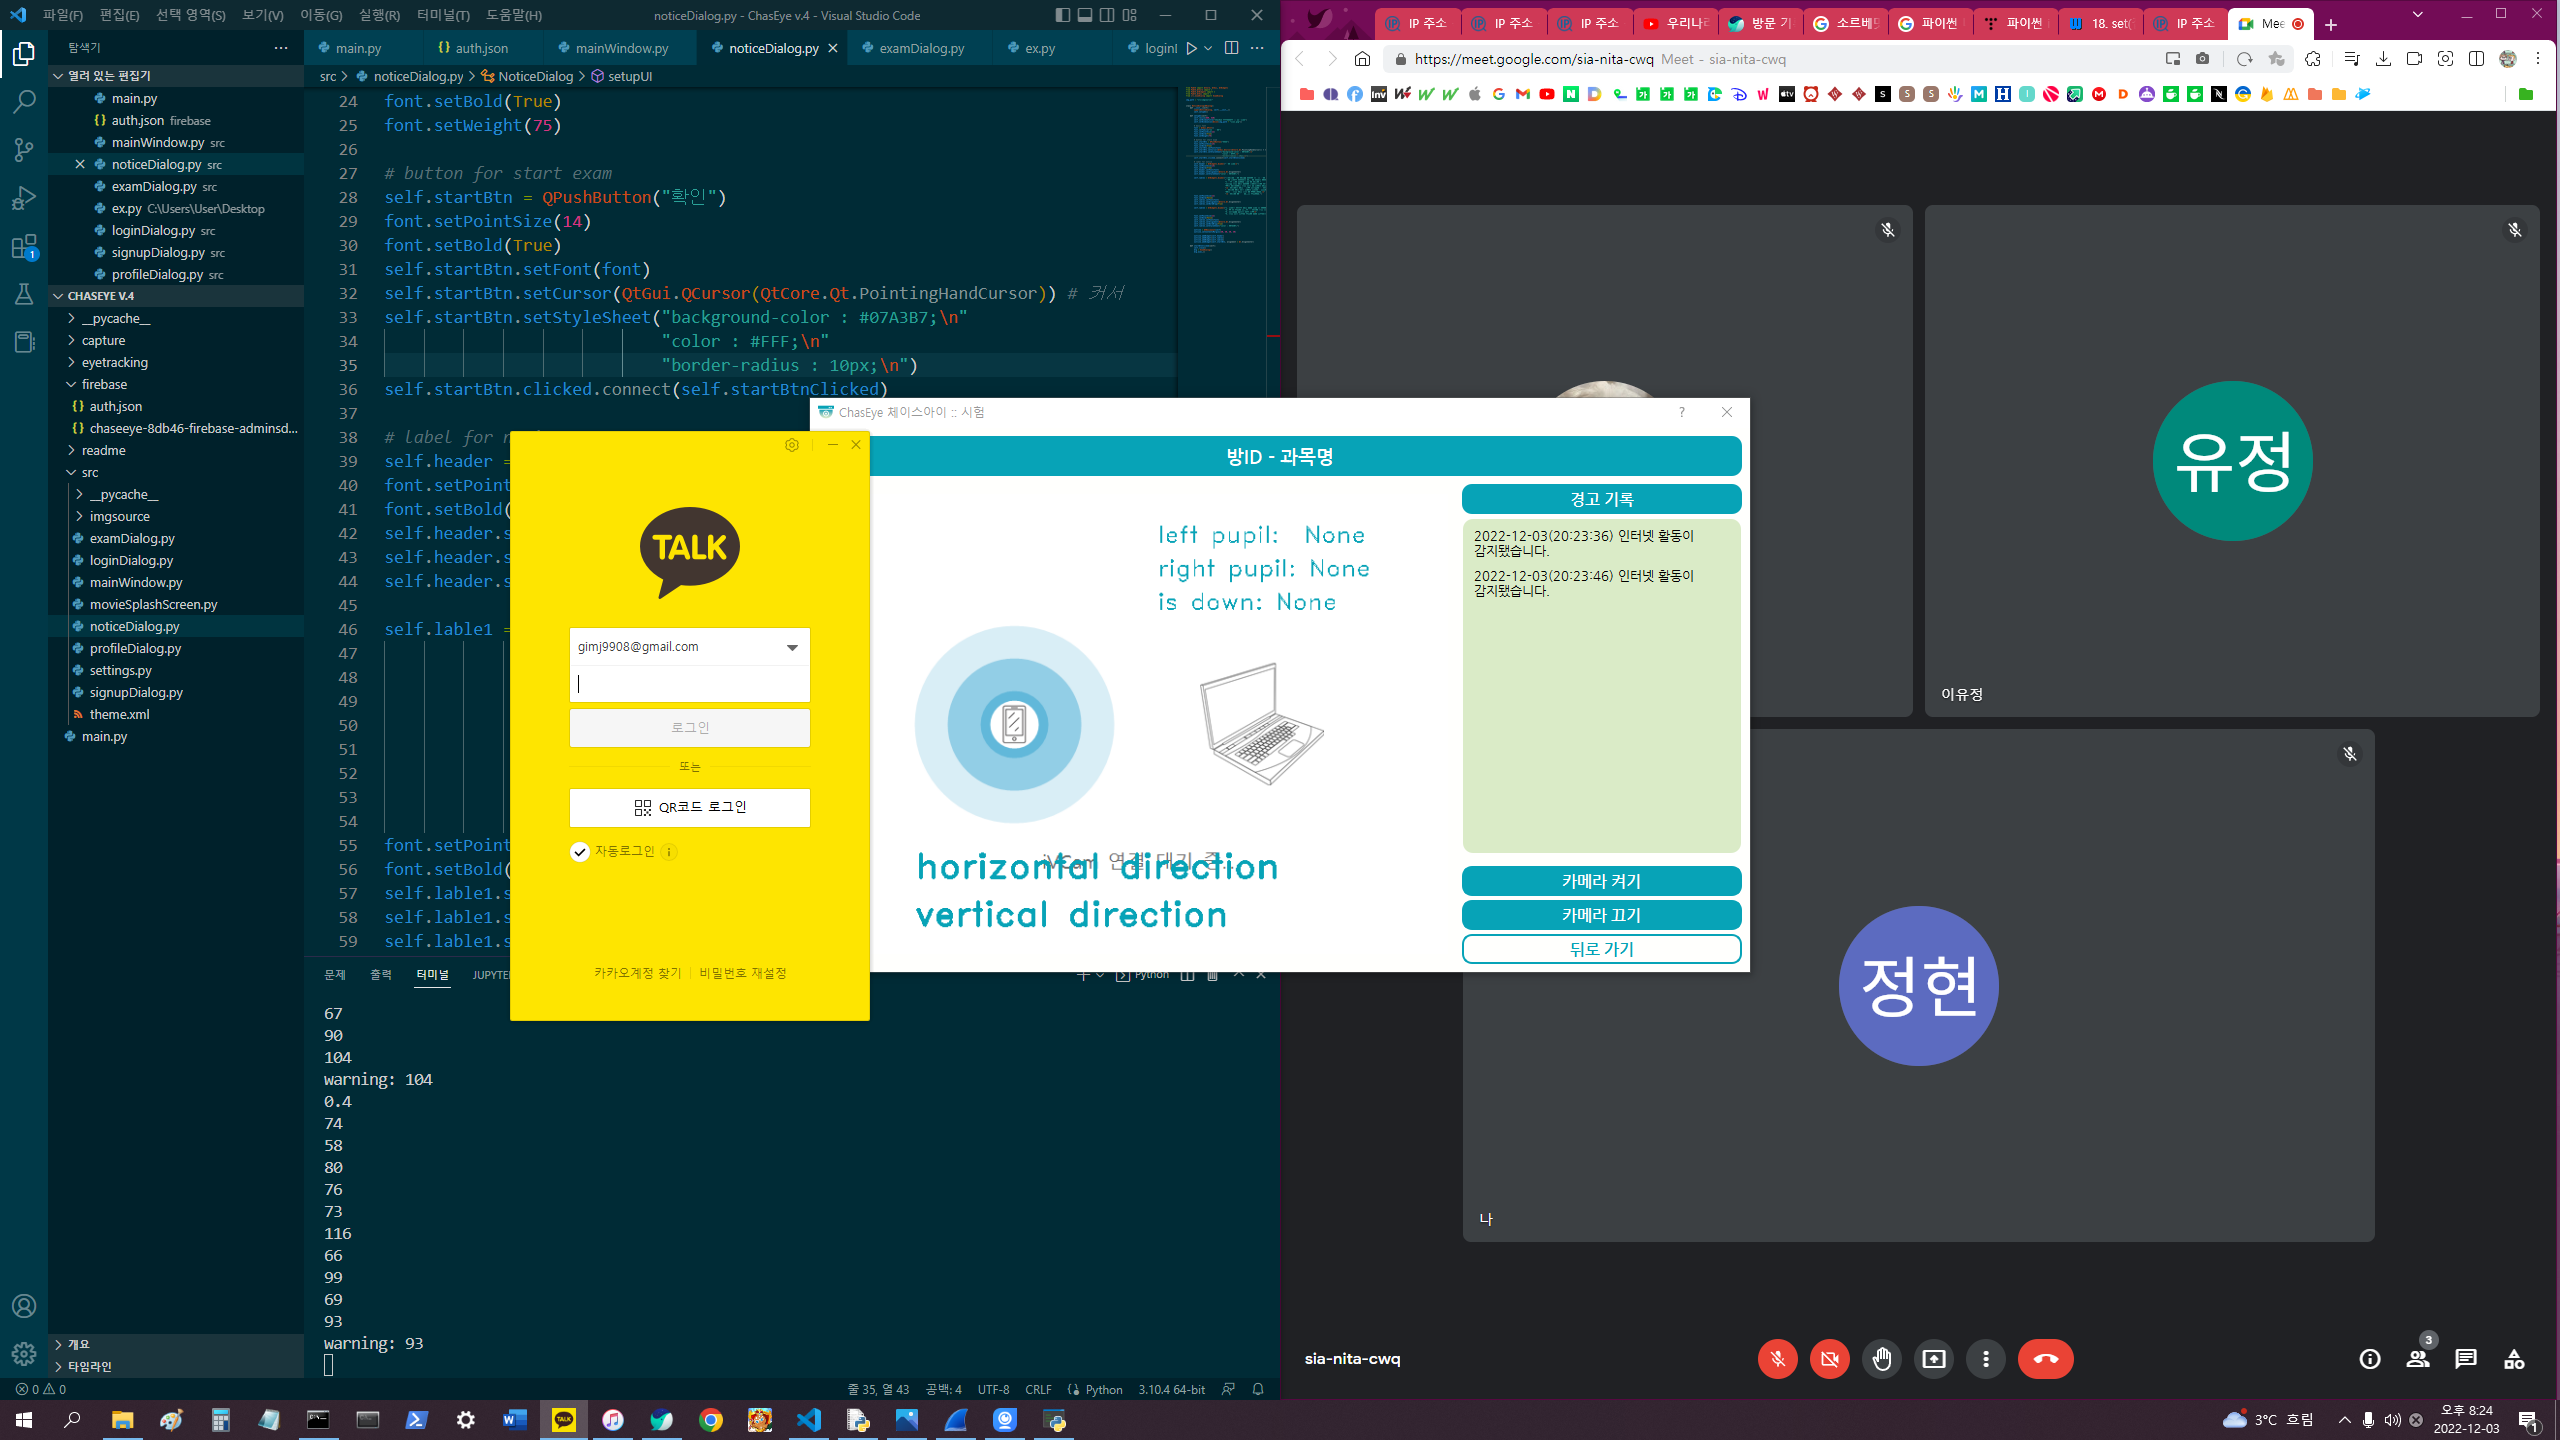 파일(F) 편집(E) 선택 영역(S) 보기(V) 이동(G) 실행(R) 터미널(T) 도움말(H)
noticeDialog.py - ChasEye v.4 - Visual Studio Code
탐색기
열려 있는 편집기
main.py
auth.json firebase
mainWindow.py src
noticeDialog.py src
examDialog.py src
ex.py C:\Users\User\Desktop
loginDialog.py src
signupDialog.py src
profileDialog.py src
CHASEYE V.4
__pycache__
capture
eyetracking
firebase
auth.json
chaseeye-8db46-firebase-adminsd...
readme
src
__pycache__
imgsource
examDialog.py
loginDialog.py
mainWindow.py
movieSplashScreen.py
noticeDialog.py
profileDialog.py
settings.py
signupDialog.py
theme.xml
main.py
개요
타임라인
main.py auth.json mainWindow.py noticeDialog.py examDialog.py ex.py loginI
src > noticeDialog.py > NoticeDialog > setupUI
24 font.setBold(True)
25 font.setWeight(75)
26
27 # button for start exam
28 self.startBtn = QPushButton("확인")
29 font.setPointSize(14)
30 font.setBold(True)
31 self.startBtn.setFont(font)
32 self.startBtn.setCursor(QtGui.QCursor(QtCore.Qt.PointingHandCursor)) # 커서
33 self.startBtn.setStyleSheet("background-color : #07A3B7;\n"
34 "color : #FFF;\n"
35 "border-radius : 10px;\n")
36 self.startBtn.clicked.connect(self.startBtnClicked)
37
38 # label for n
39 self.header =
40 font.setPoint
41 font.setBold(
42 self.header.s
43 self.header.s
44 self.header.s
45
46 self.lable1 =
47
48
49
50
51
52
53
54
55 font.setPoint
56 font.setBold(
57 self.lable1.s
58 self.lable1.s
59 self.lable1.s
문제 출력 터미널 JUPYTE
Python
67
90
104
warning: 104
0.4
74
58
80
76
73
116
66
99
69
93
warning: 93
0 0
줄 35, 열 43 공백: 4 UTF-8 CRLF Python 3.10.4 64-bit
TALK
gimj9908@gmail.com
로그인
또는
QR코드 로그인
자동로그인
카카오계정 찾기 비밀번호 재설정
ChasEye 체이스아이 :: 시험
방ID - 과목명
left pupil: None
right pupil: None
is down: None
iVCam 연결 대기 중...
horizontal direction
vertical direction
경고 기록
2022-12-03(20:23:36) 인터넷 활동이
감지됐습니다.
2022-12-03(20:23:46) 인터넷 활동이
감지됐습니다.
카메라 켜기
카메라 끄기
뒤로 가기
IP 주소 IP 주소 IP 주소 우리나라 방문 기 소르베 파이썬 파이썬 18. set( IP 주소 Mee
https://meet.google.com/sia-nita-cwq Meet - sia-nita-cwq
유정
이유정
정현
나
sia-nita-cwq
3
3°C 흐림
오후 8:24
2022-12-03
1